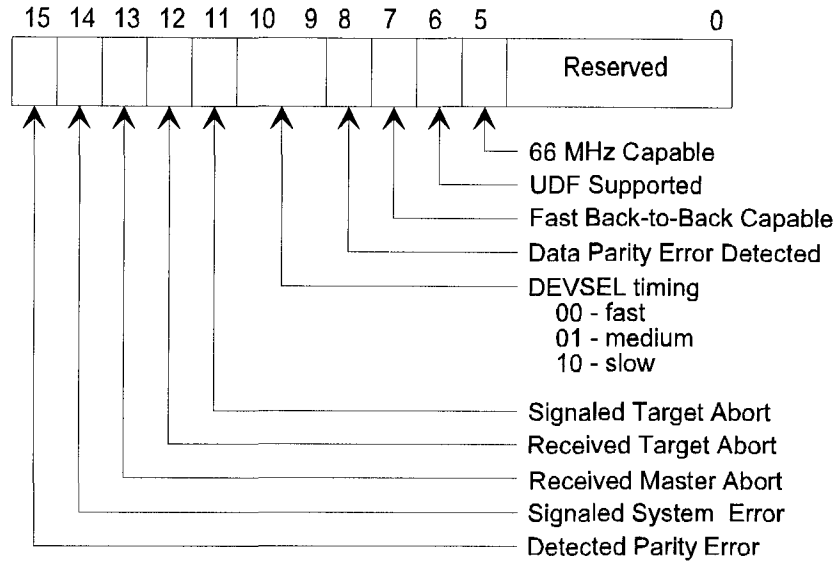 15 14 13 12 11 10 9 8 7 6 5 0
Reserved
66 MHz Capable
UDF Supported
Fast Back-to-Back Capable
Data Parity Error Detected
DEVSEL timing
00 - fast
01 - medium
10 - slow
Signaled Target Abort
Received Target Abort
Received Master Abort
Signaled System Error
Detected Parity Error